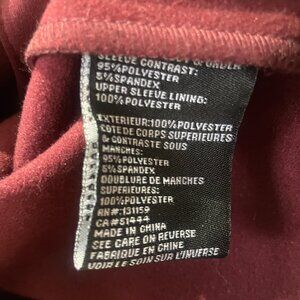 & UNDER
SLEEVE CONTRAST:
95%POLYESTER
5%SPANDEX
UPPER SLEEVE LINING:
100%POLYESTER
EXTERIEUR:100%POLYESTER
COTE DE CORPS SUPERIEURES
& CONTRASTE SOUS
MANCHES:
95%POLYESTER
5%SPANDEX
DOUBLURE DE MANCHES
SUPERIEURES:
100%POLYESTER
RN#:131159
CA#51444
MADE IN CHINA
SEE CARE ON REVERSE
FABRIQUE EN CHINE
VOIR LE SOIN SUR L'INVERSE